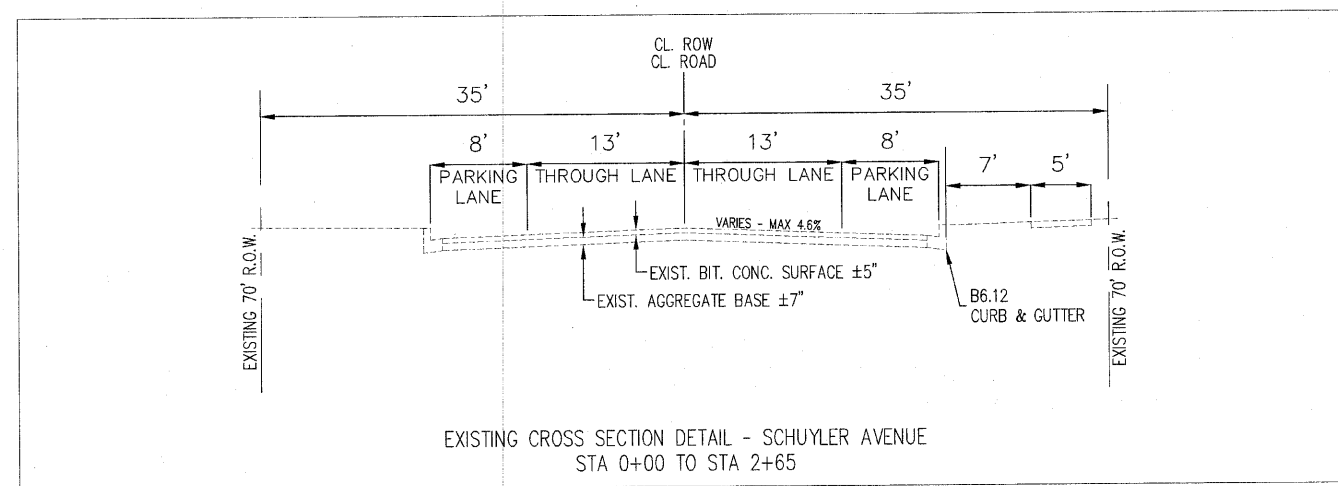 CL. ROW
CL. ROAD
35' 35'
8' 13' 13' 8' 7' 5'
PARKING LANE THROUGH LANE THROUGH LANE PARKING LANE
VARIES - MAX 4.6%
EXISTING 70' R.O.W.
EXIST. BIT. CONC. SURFACE ±5"
EXIST. AGGREGATE BASE ±7"
B6.12
CURB & GUTTER
EXISTING 70' R.O.W.
EXISTING CROSS SECTION DETAIL - SCHUYLER AVENUE
STA 0+00 TO STA 2+65